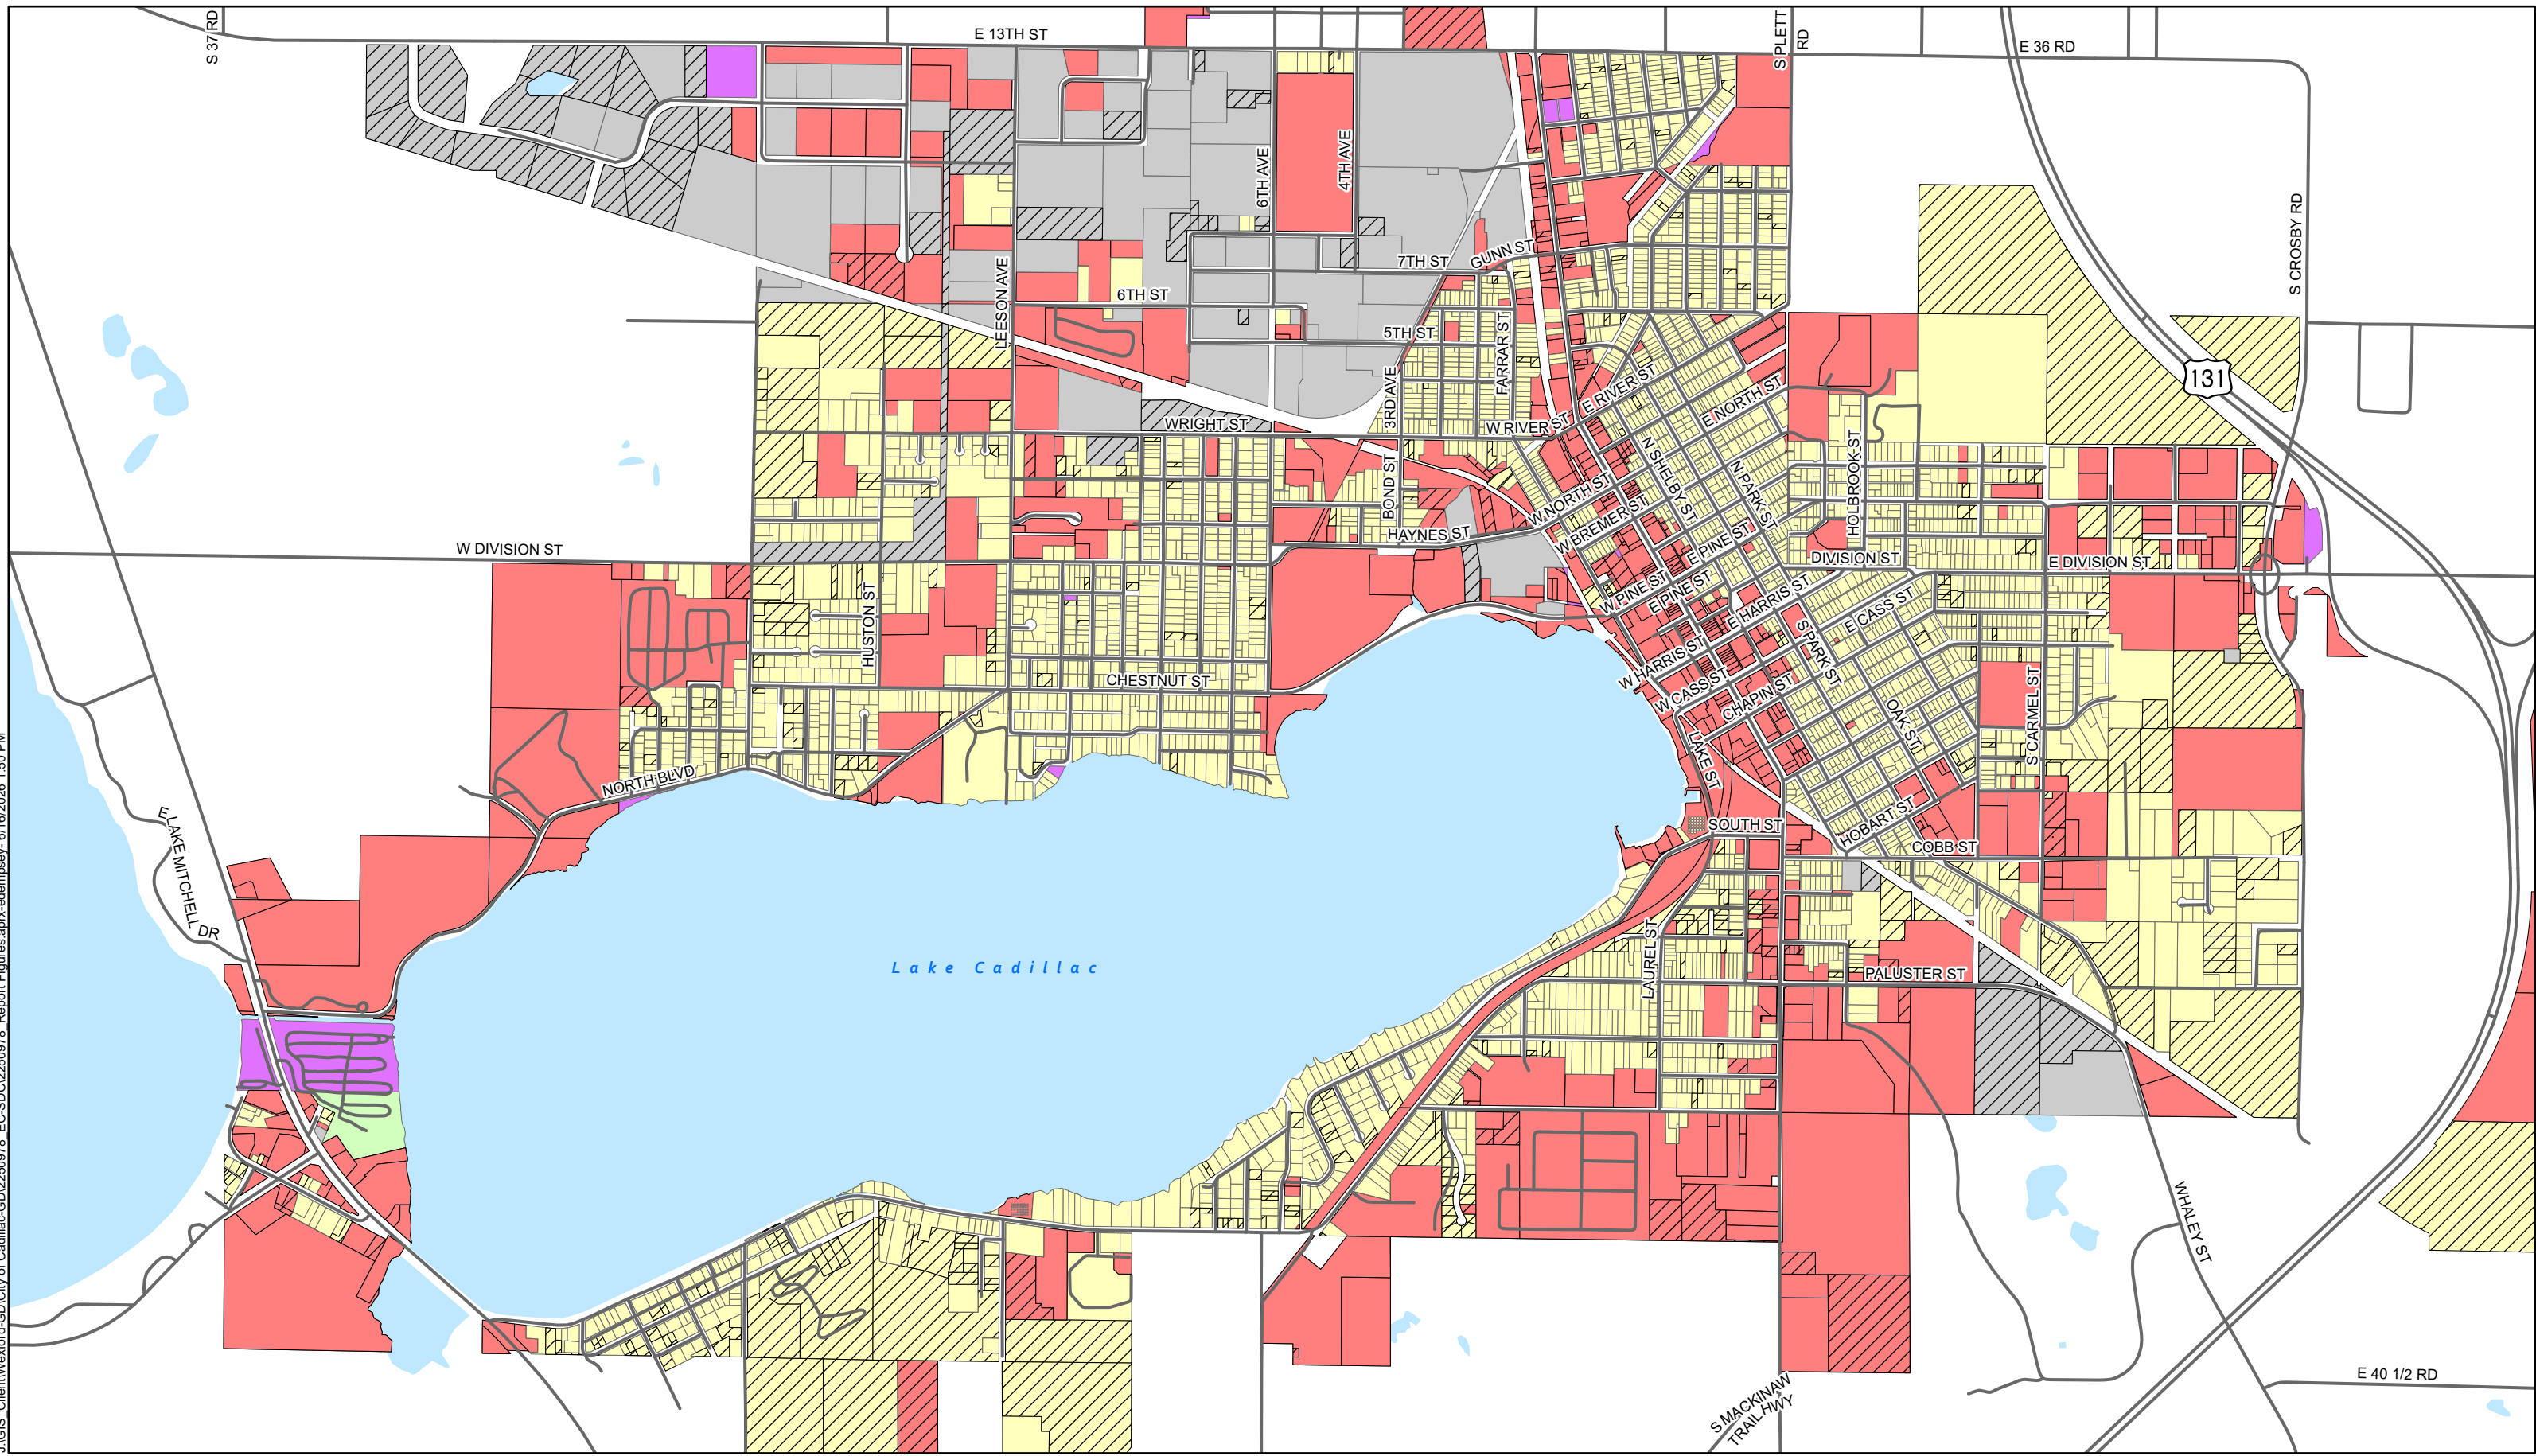 S 37 RD
E 13TH ST
S PLETT
RD
E 36 RD
6TH AVE
4TH AVE
S CROSBY RD
GUNN ST
7TH ST
LEESON AVE
6TH ST
5TH ST
FARRAR ST
131
3RD AVE
E RIVER ST
E NORTH ST
WRIGHT ST
W RIVER ST
N SHELBY ST
N PARK ST
HOLBROOK ST
BOND ST
W NORTH ST
W BREMER ST
HAYNES ST
E PINE ST
W DIVISION ST
DIVISION ST
E DIVISION ST
W PINE ST
E PINE ST
E HARRIS ST
E CASS ST
HUSTON ST
S PARK ST
W HARRIS ST
CHESTNUT ST
W CASS ST
CHAPIN ST
OAK ST
S CARMEL ST
LAKE ST
NORTH BLVD
SOUTH ST
HOBART ST
COBB ST
E LAKE MITCHELL DR
LAUREL ST
Lake Cadillac
PALUSTER ST
WHALEY ST
E 40 1/2 RD
S MACKINAW
TRAIL HWY